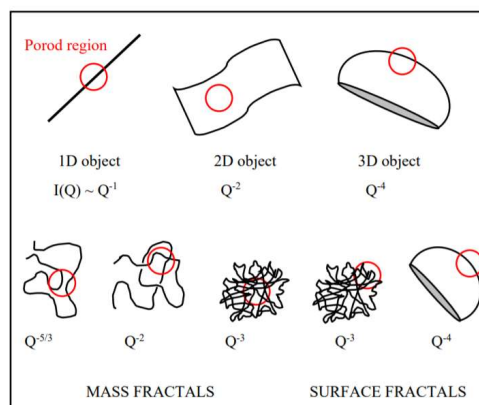 Porod region
1D object 2D object 3D object
I(Q) ~ Q⁻¹ Q⁻² Q⁻⁴
Q⁻⁵/³ Q⁻² Q⁻³ Q⁻³ Q⁻⁴
MASS FRACTALS SURFACE FRACTALS